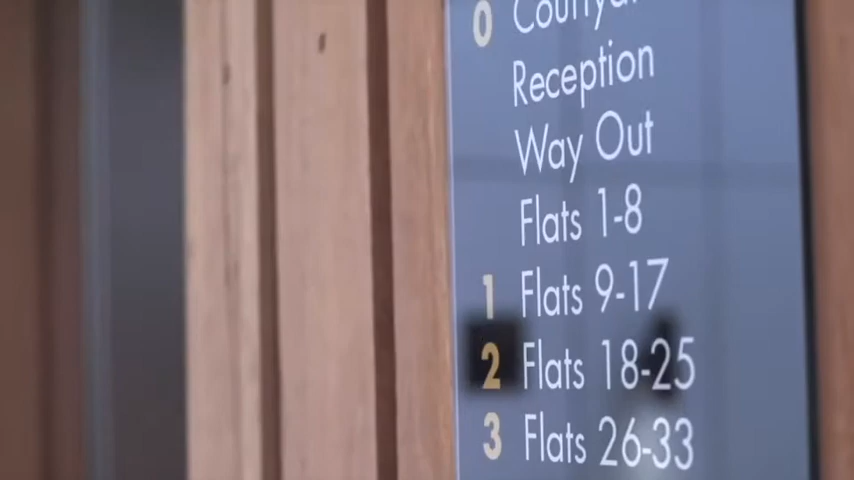 0 Courtyard
Reception
Way Out
Flats 1-8
1 Flats 9-17
2 Flats 18-25
3 Flats 26-33